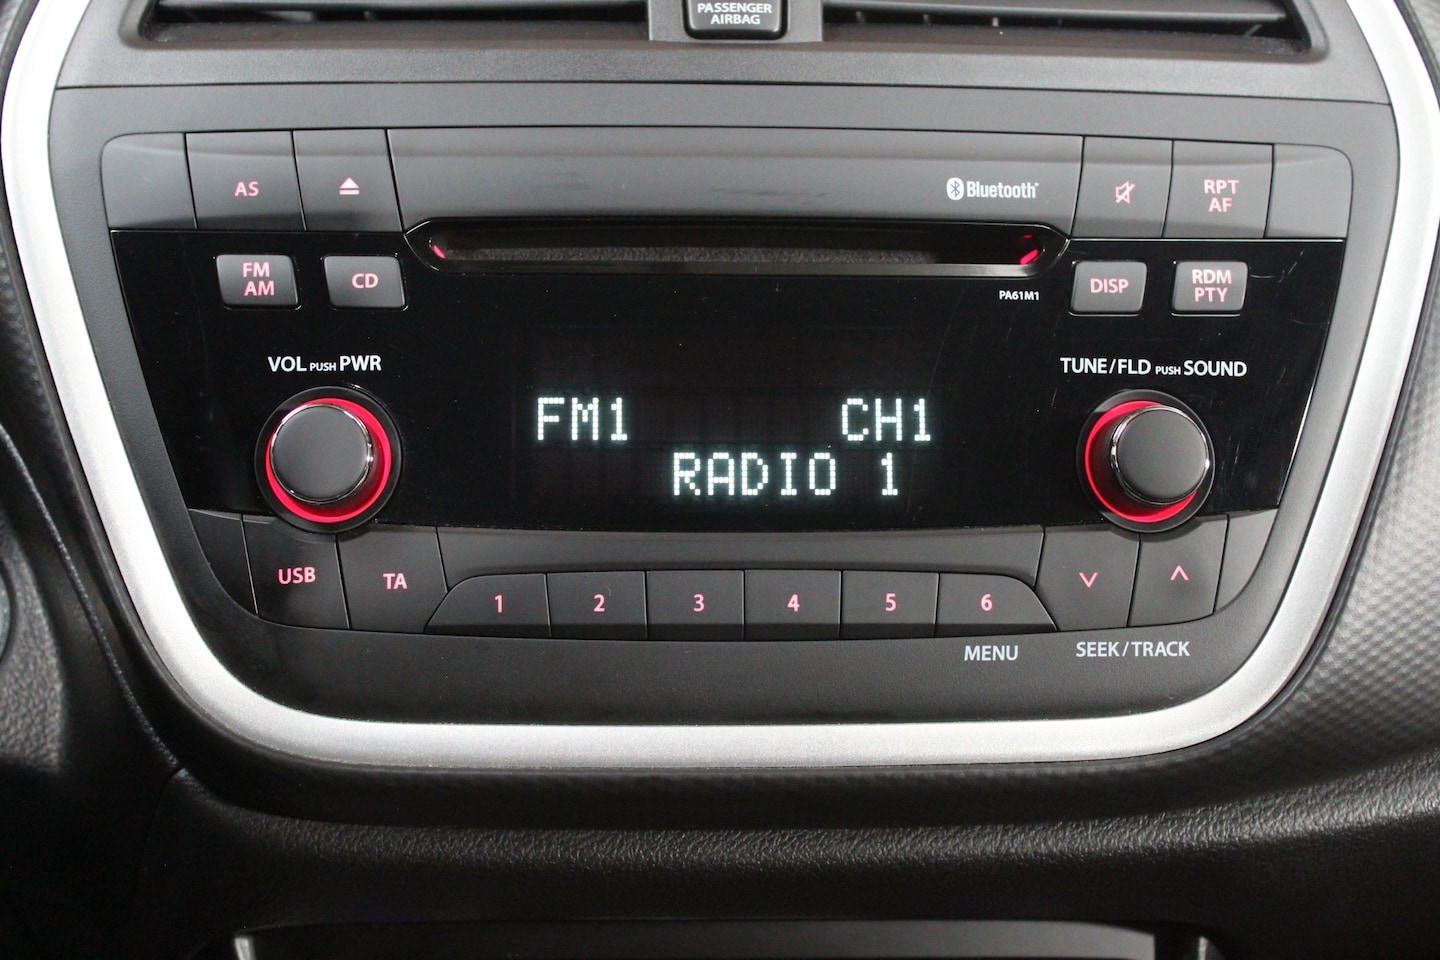 PASSENGER
AIRBAG
AS
Bluetooth
RPT
AF
FM
AM
CD
PA61M1
DISP
RDM
PTY
VOL PUSH PWR
TUNE/FLD PUSH SOUND
FM1 CH1
RADIO 1
USB
TA
1 2 3 4 5 6
MENU
SEEK/TRACK